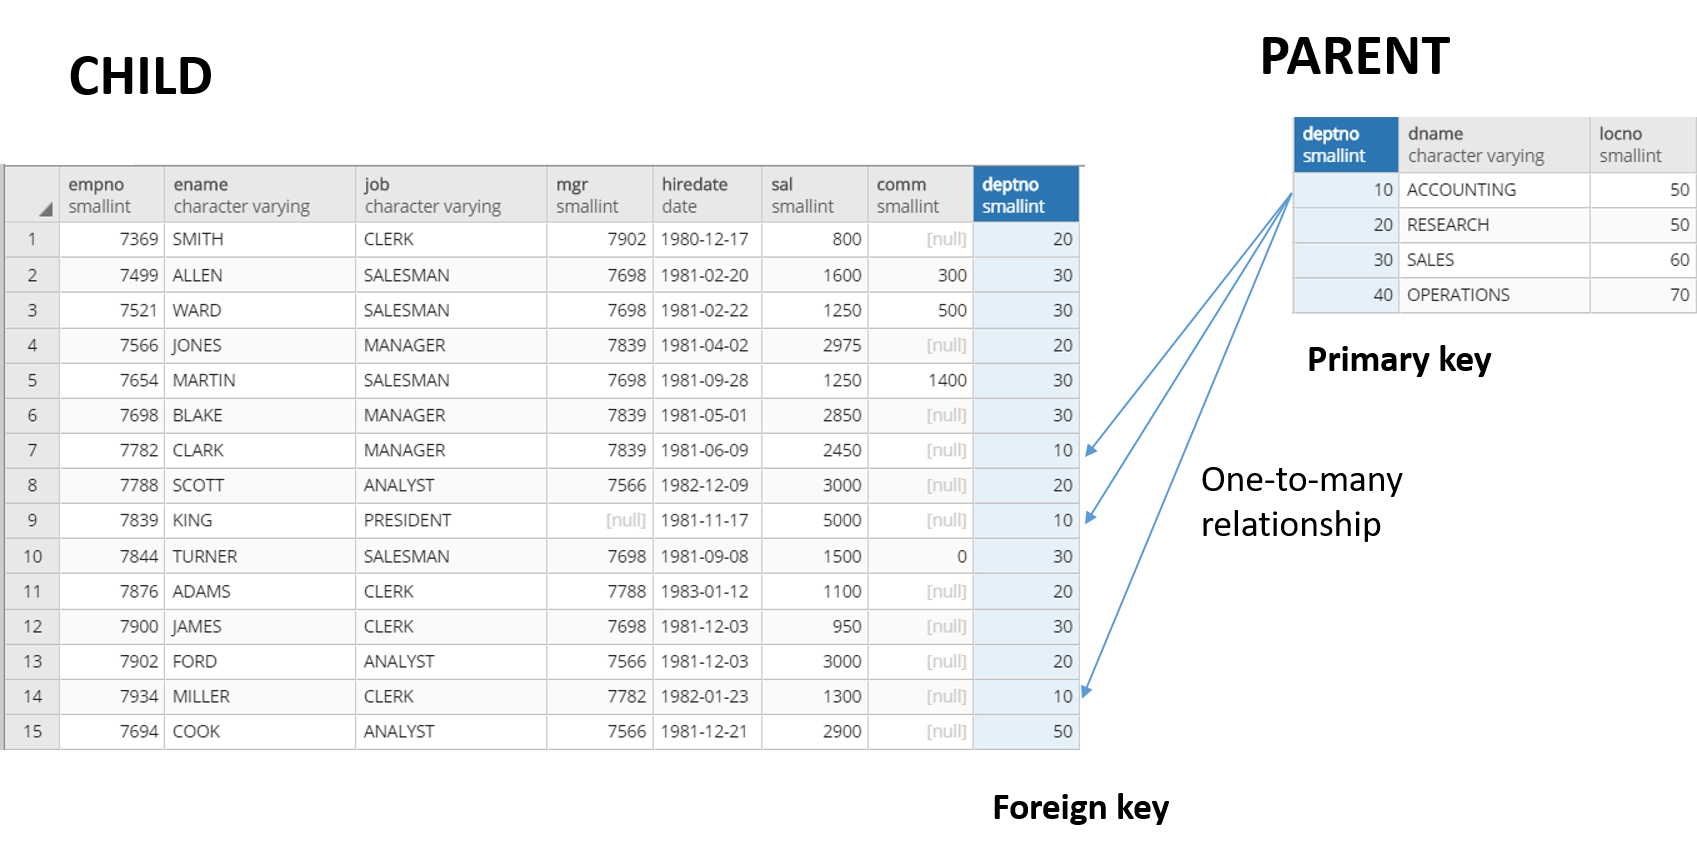 CHILD
PARENT
empno ename job mgr hiredate sal comm deptno
smallint character varying character varying smallint date smallint smallint smallint
1 7369 SMITH CLERK 7902 1980-12-17 800 [null] 20
2 7499 ALLEN SALESMAN 7698 1981-02-20 1600 300 30
3 7521 WARD SALESMAN 7698 1981-02-22 1250 500 30
4 7566 JONES MANAGER 7839 1981-04-02 2975 [null] 20
5 7654 MARTIN SALESMAN 7698 1981-09-28 1250 1400 30
6 7698 BLAKE MANAGER 7839 1981-05-01 2850 [null] 30
7 7782 CLARK MANAGER 7839 1981-06-09 2450 [null] 10
8 7788 SCOTT ANALYST 7566 1982-12-09 3000 [null] 20
9 7839 KING PRESIDENT [null] 1981-11-17 5000 [null] 10
10 7844 TURNER SALESMAN 7698 1981-09-08 1500 0 30
11 7876 ADAMS CLERK 7788 1983-01-12 1100 [null] 20
12 7900 JAMES CLERK 7698 1981-12-03 950 [null] 30
13 7902 FORD ANALYST 7566 1981-12-03 3000 [null] 20
14 7934 MILLER CLERK 7782 1982-01-23 1300 [null] 10
15 7694 COOK ANALYST 7566 1981-12-21 2900 [null] 50
Foreign key
deptno dname locno
smallint character varying smallint
10 ACCOUNTING 50
20 RESEARCH 50
30 SALES 60
40 OPERATIONS 70
Primary key
One-to-many
relationship